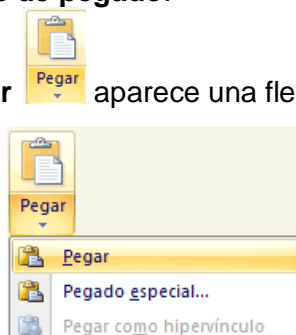 de pegado.
Pegar
r aparece una fle
Pegar
Pegar
Pegado especial...
Pegar como hipervínculo